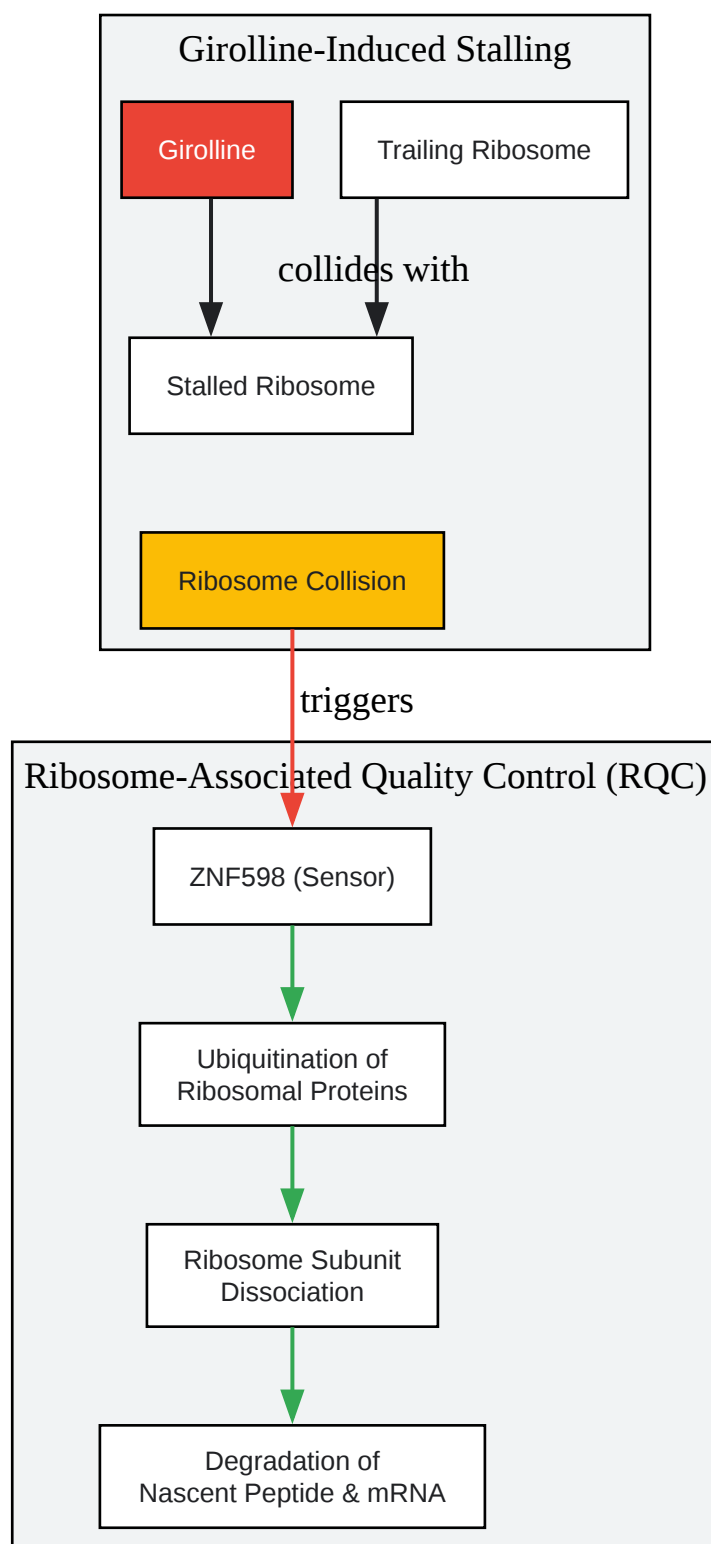 Girolline-Induced Stalling
Girolline
Trailing Ribosome
collides with
Stalled Ribosome
Ribosome Collision
triggers
Ribosome-Associated Quality Control (RQC)
ZNF598 (Sensor)
Ubiquitination of
Ribosomal Proteins
Ribosome Subunit
Dissociation
Degradation of
Nascent Peptide & mRNA